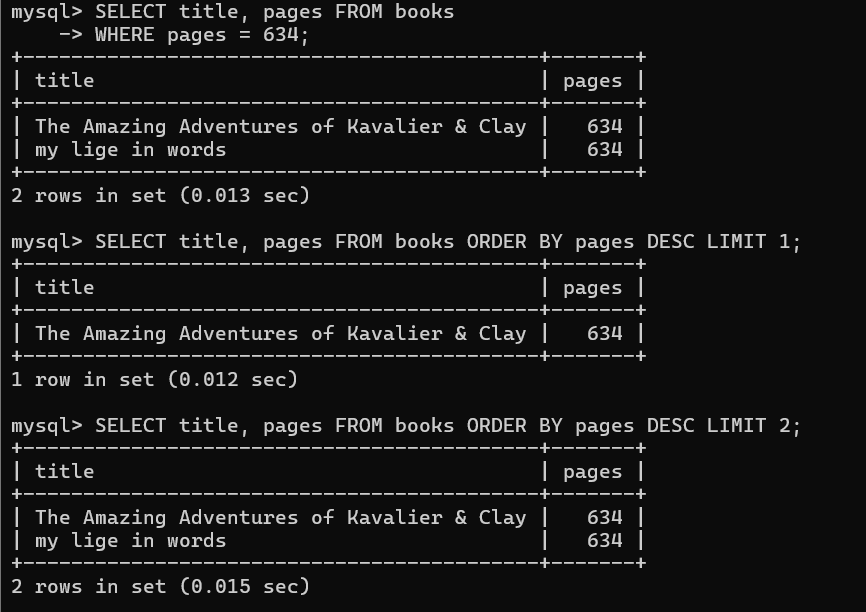 mysql> SELECT title, pages FROM books
    -> WHERE pages = 634;
+-------------------------------------------+-------+
| title                                     | pages |
+-------------------------------------------+-------+
| The Amazing Adventures of Kavalier & Clay |   634 |
| my lige in words                          |   634 |
+-------------------------------------------+-------+
2 rows in set (0.013 sec)

mysql> SELECT title, pages FROM books ORDER BY pages DESC LIMIT 1;
+-------------------------------------------+-------+
| title                                     | pages |
+-------------------------------------------+-------+
| The Amazing Adventures of Kavalier & Clay |   634 |
+-------------------------------------------+-------+
1 row in set (0.012 sec)

mysql> SELECT title, pages FROM books ORDER BY pages DESC LIMIT 2;
+-------------------------------------------+-------+
| title                                     | pages |
+-------------------------------------------+-------+
| The Amazing Adventures of Kavalier & Clay |   634 |
| my lige in words                          |   634 |
+-------------------------------------------+-------+
2 rows in set (0.015 sec)